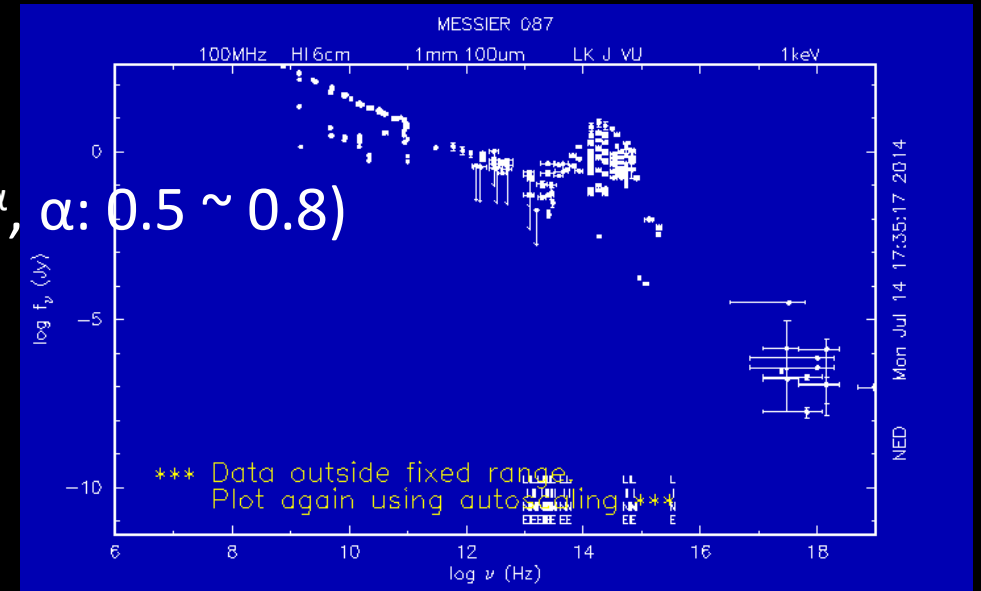 MESSIER 087
100MHz HI 6cm 1mm 100um LK J VU 1keV
0
-5
-10
log fν (Jy)
α, α: 0.5 ~ 0.8)
*** Data outside fixed range
Plot again using autoscaling ***
6 8 10 12 14 16 18
log ν (Hz)
NED Mon Jul 14 17:35:17 2014